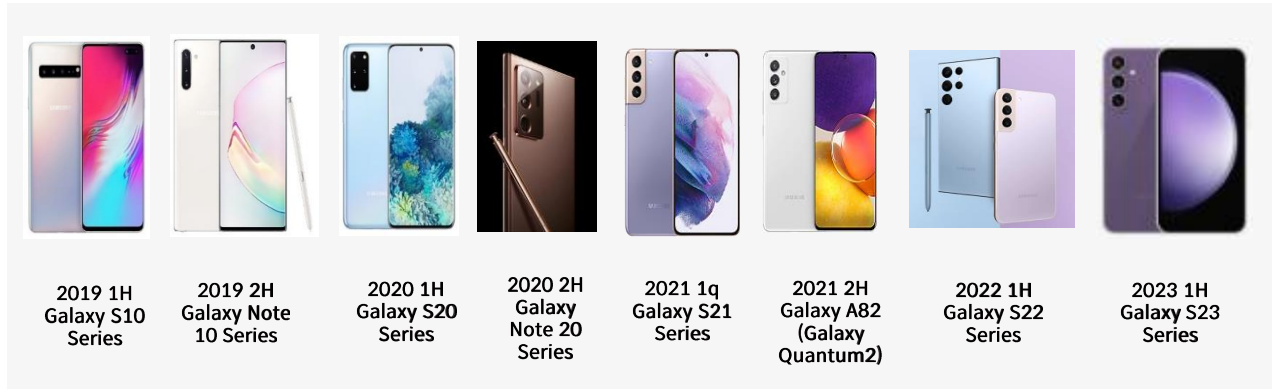 2019 1H
Galaxy S10
Series
2019 2H
Galaxy Note
10 Series
2020 1H
Galaxy S20
Series
2020 2H
Galaxy
Note 20
Series
2021 1q
Galaxy S21
Series
2021 2H
Galaxy A82
(Galaxy
Quantum2)
2022 1H
Galaxy S22
Series
2023 1H
Galaxy S23
Series